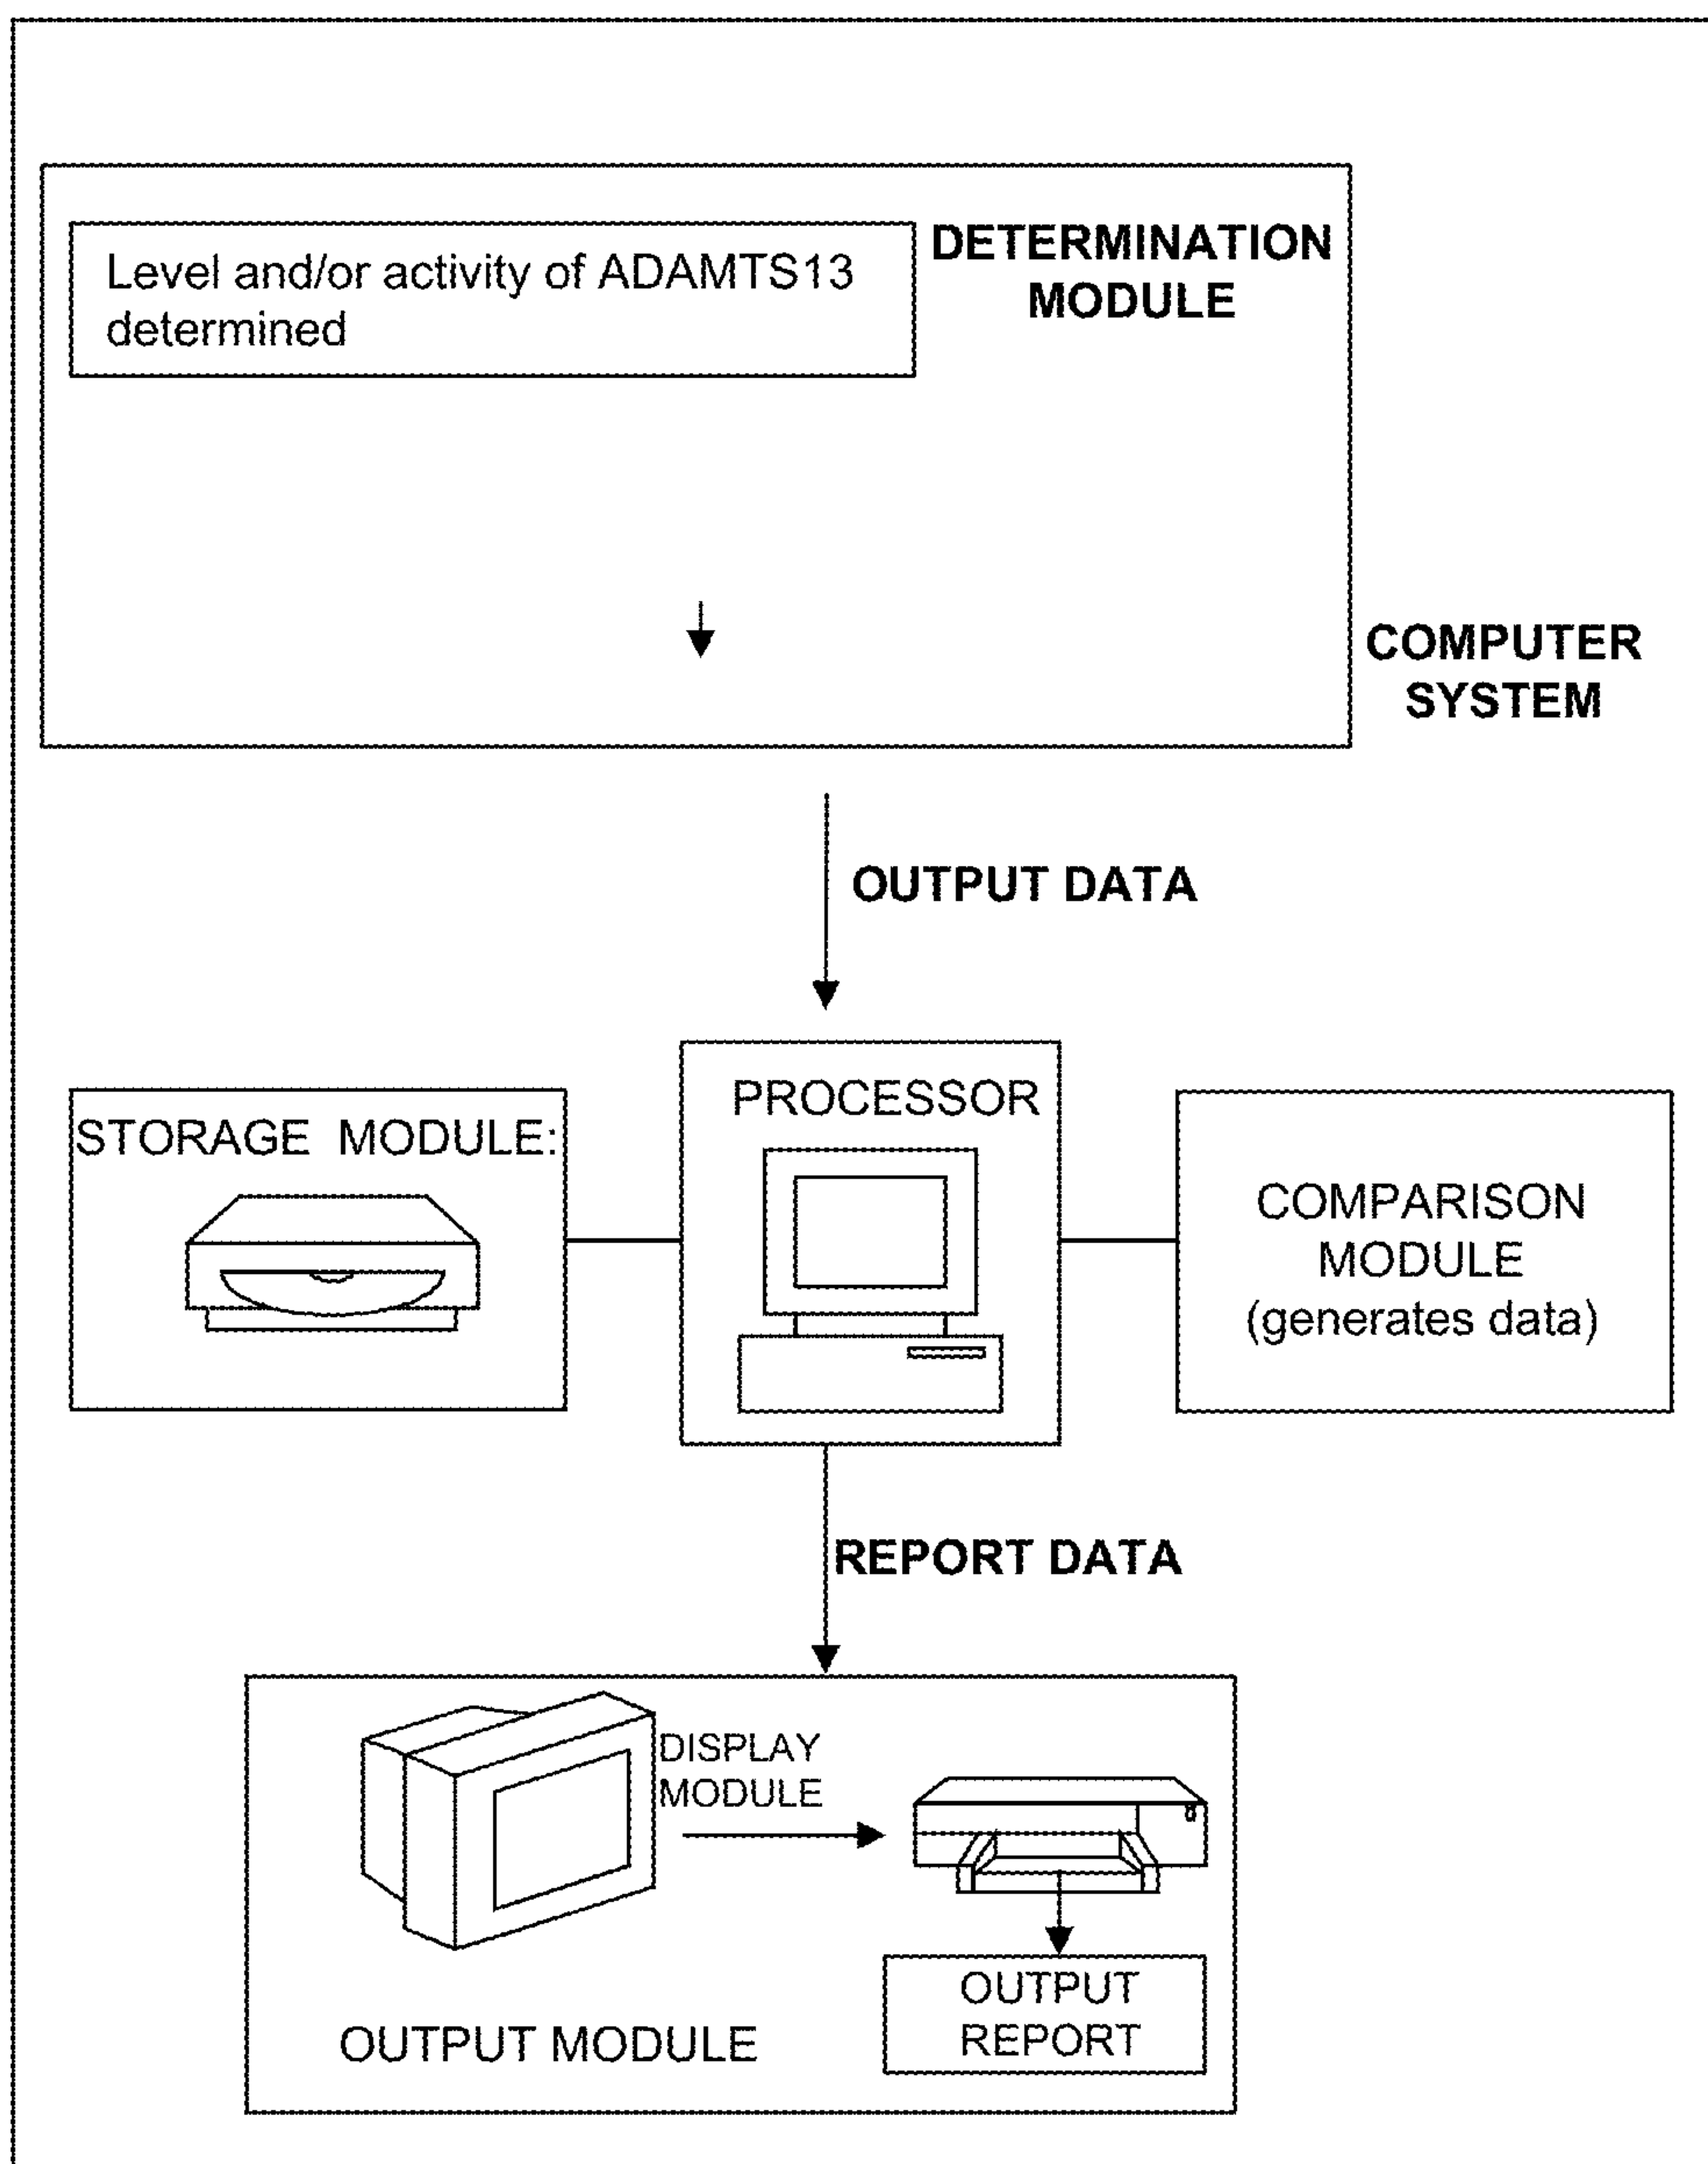 Level and/or activity of ADAMTS13
determined
DETERMINATION
MODULE
COMPUTER
SYSTEM
OUTPUT DATA
STORAGE MODULE:
PROCESSOR
COMPARISON
MODULE
(generates data)
REPORT DATA
DISPLAY
MODULE
OUTPUT
REPORT
OUTPUT MODULE